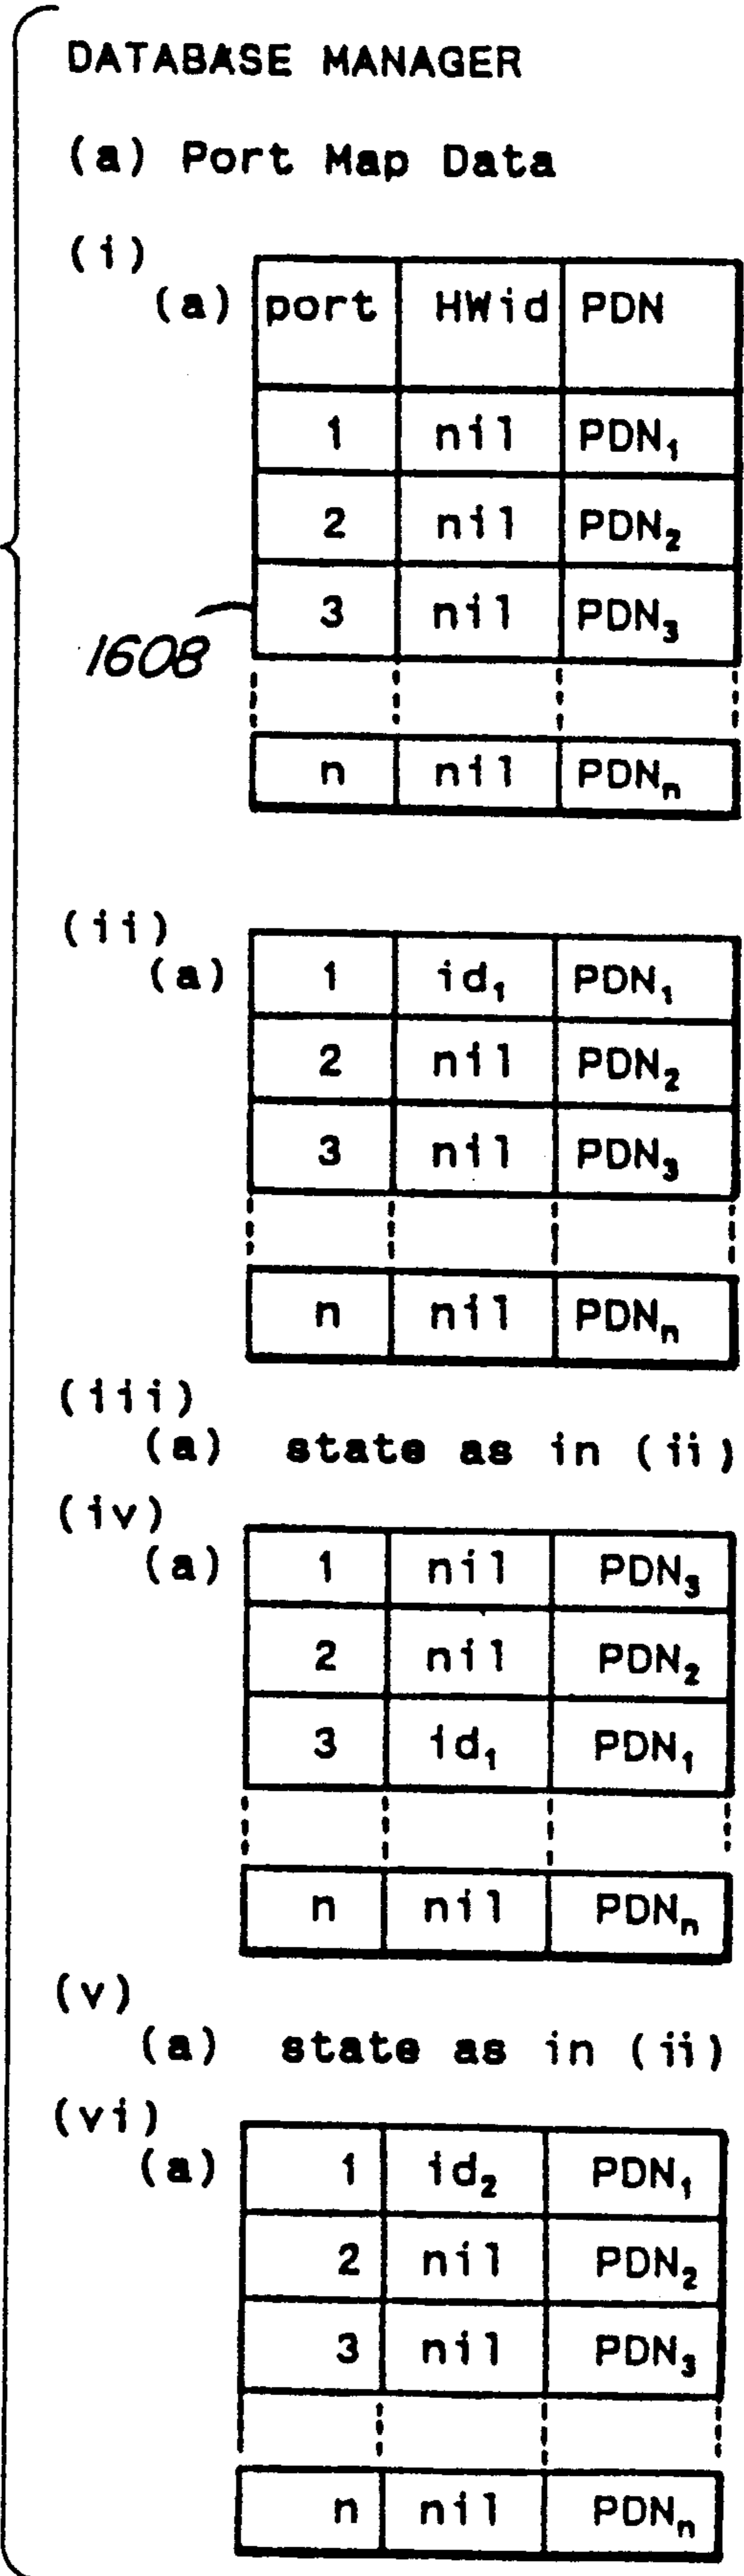 DATABASE MANAGER
(a) Port Map Data
(i)
(a) port HWid PDN
1 nil PDN₁
2 nil PDN₂
3 nil PDN₃
1608
n nil PDNₙ
(ii)
(a) 1 id₁ PDN₁
2 nil PDN₂
3 nil PDN₃
n nil PDNₙ
(iii)
(a) state as in (ii)
(iv)
(a) 1 nil PDN₃
2 nil PDN₂
3 id₁ PDN₁
n nil PDNₙ
(v)
(a) state as in (ii)
(vi)
(a) 1 id₂ PDN₁
2 nil PDN₂
3 nil PDN₃
n nil PDNₙ